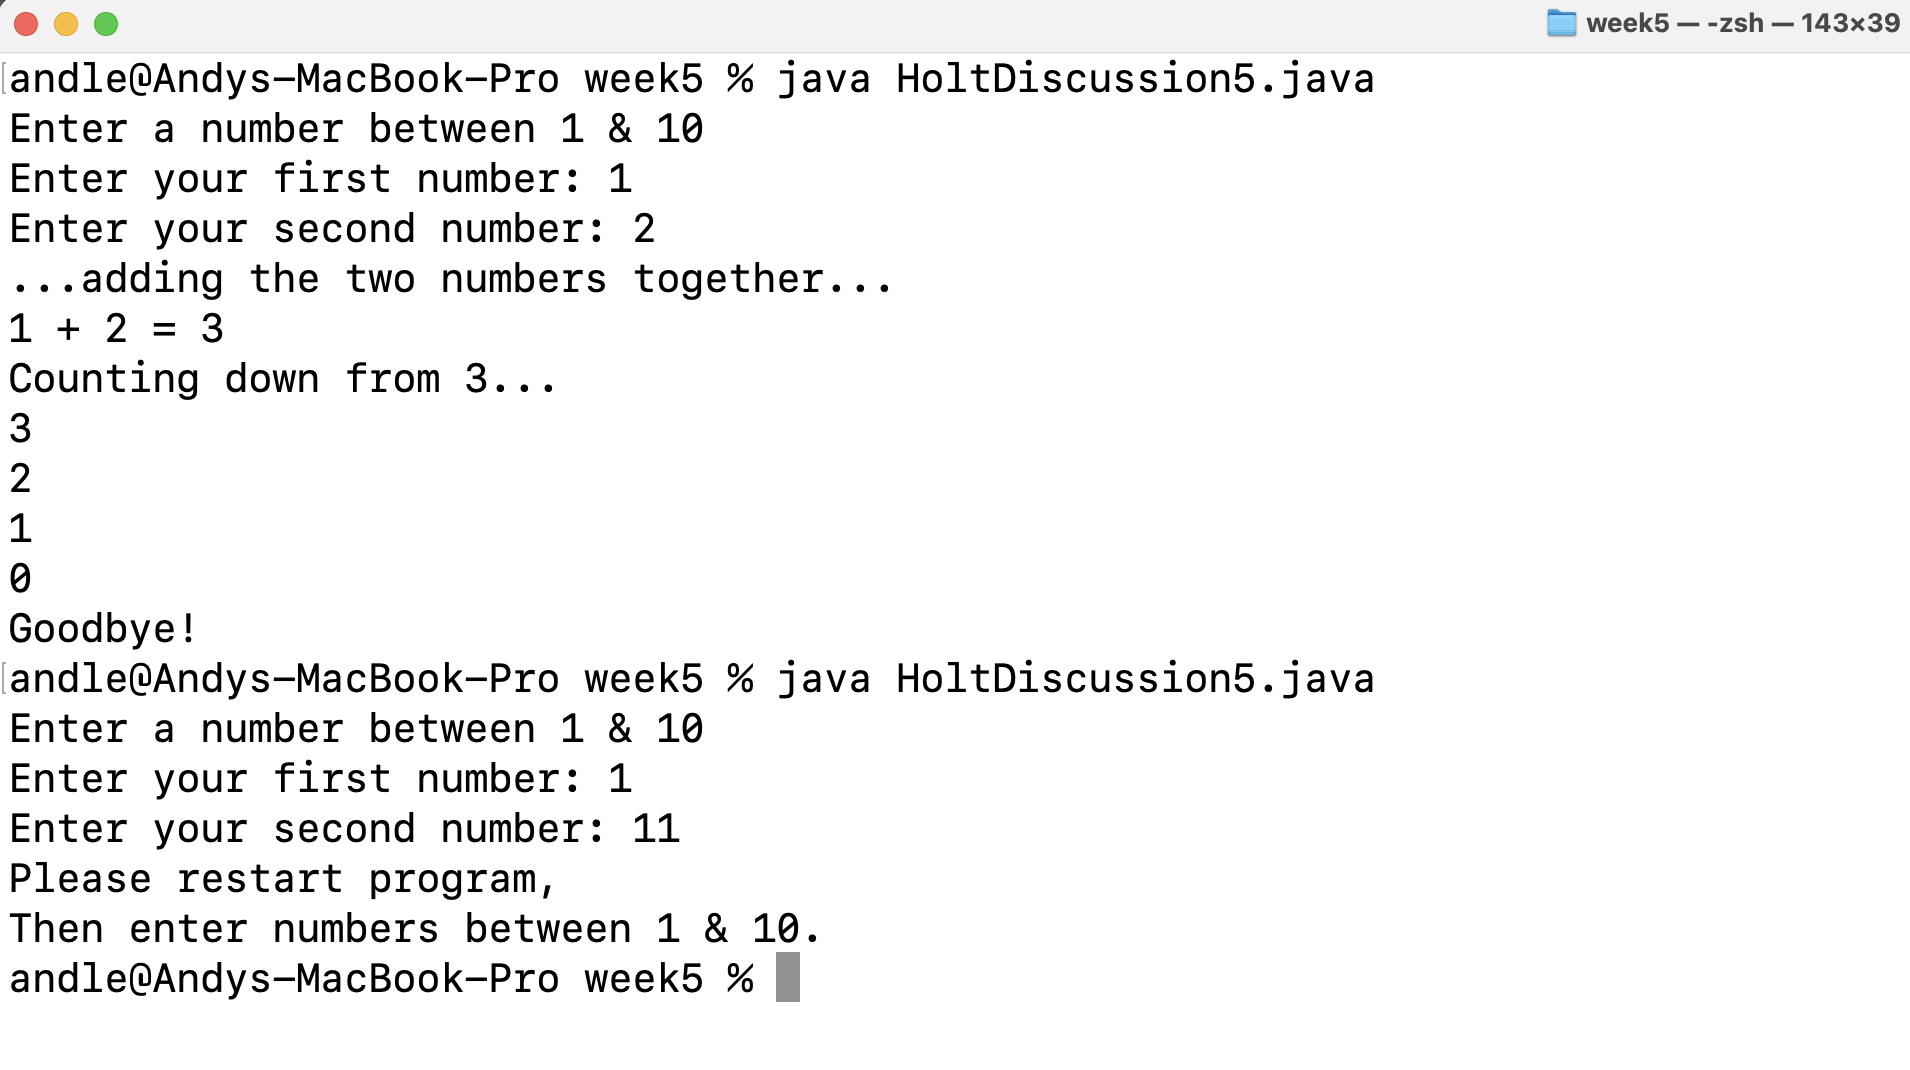 week5 — -zsh — 143×39
andle@Andys-MacBook-Pro week5 % java HoltDiscussion5.java
Enter a number between 1 & 10
Enter your first number: 1
Enter your second number: 2
...adding the two numbers together...
1 + 2 = 3
Counting down from 3...
3
2
1
0
Goodbye!
andle@Andys-MacBook-Pro week5 % java HoltDiscussion5.java
Enter a number between 1 & 10
Enter your first number: 1
Enter your second number: 11
Please restart program,
Then enter numbers between 1 & 10.
andle@Andys-MacBook-Pro week5 %